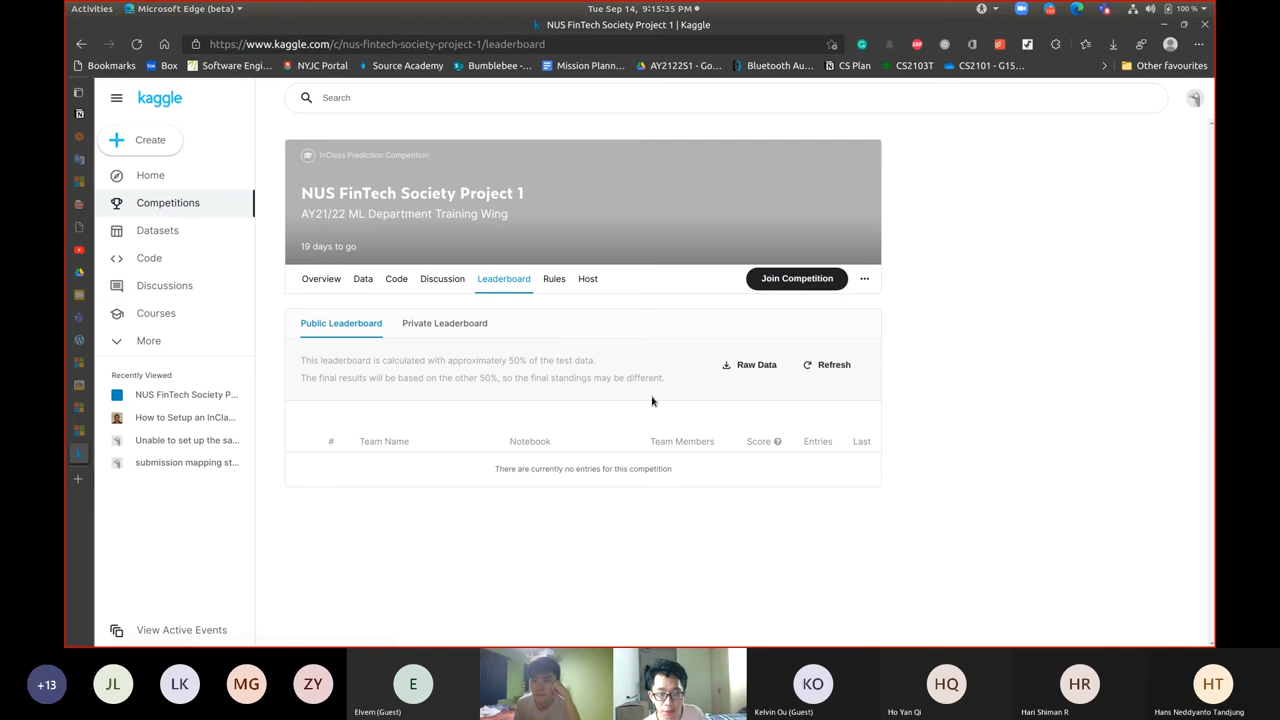 Activities Microsoft Edge (beta) Tue Sep 14, 9:15:35 PM 100 %
NUS FinTech Society Project 1 | Kaggle
https://www.kaggle.com/c/nus-fintech-society-project-1/leaderboard
Bookmarks Box Software Engi... NYJC Portal Source Academy Bumblebee -... Mission Plann... AY2122S1 - Go... Bluetooth Au... CS Plan CS2103T CS2101 - G15... Other favourites
kaggle
Search
Create
Home
Competitions
Datasets
Code
Discussions
Courses
More
Recently Viewed
NUS FinTech Society P...
How to Setup an InCla...
Unable to set up the sa...
submission mapping st...
View Active Events
InClass Prediction Competition
NUS FinTech Society Project 1
AY21/22 ML Department Training Wing
19 days to go
Overview Data Code Discussion Leaderboard Rules Host Join Competition
Public Leaderboard Private Leaderboard
This leaderboard is calculated with approximately 50% of the test data.
The final results will be based on the other 50%, so the final standings may be different.
Raw Data Refresh
# Team Name Notebook Team Members Score Entries Last
There are currently no entries for this competition
+13 JL LK MG ZY E KO HQ HR HT
Elvern (Guest) Kelvin Ou (Guest) Ho Yan Qi Hari Shiman R Hans Neddyanto Tandjung